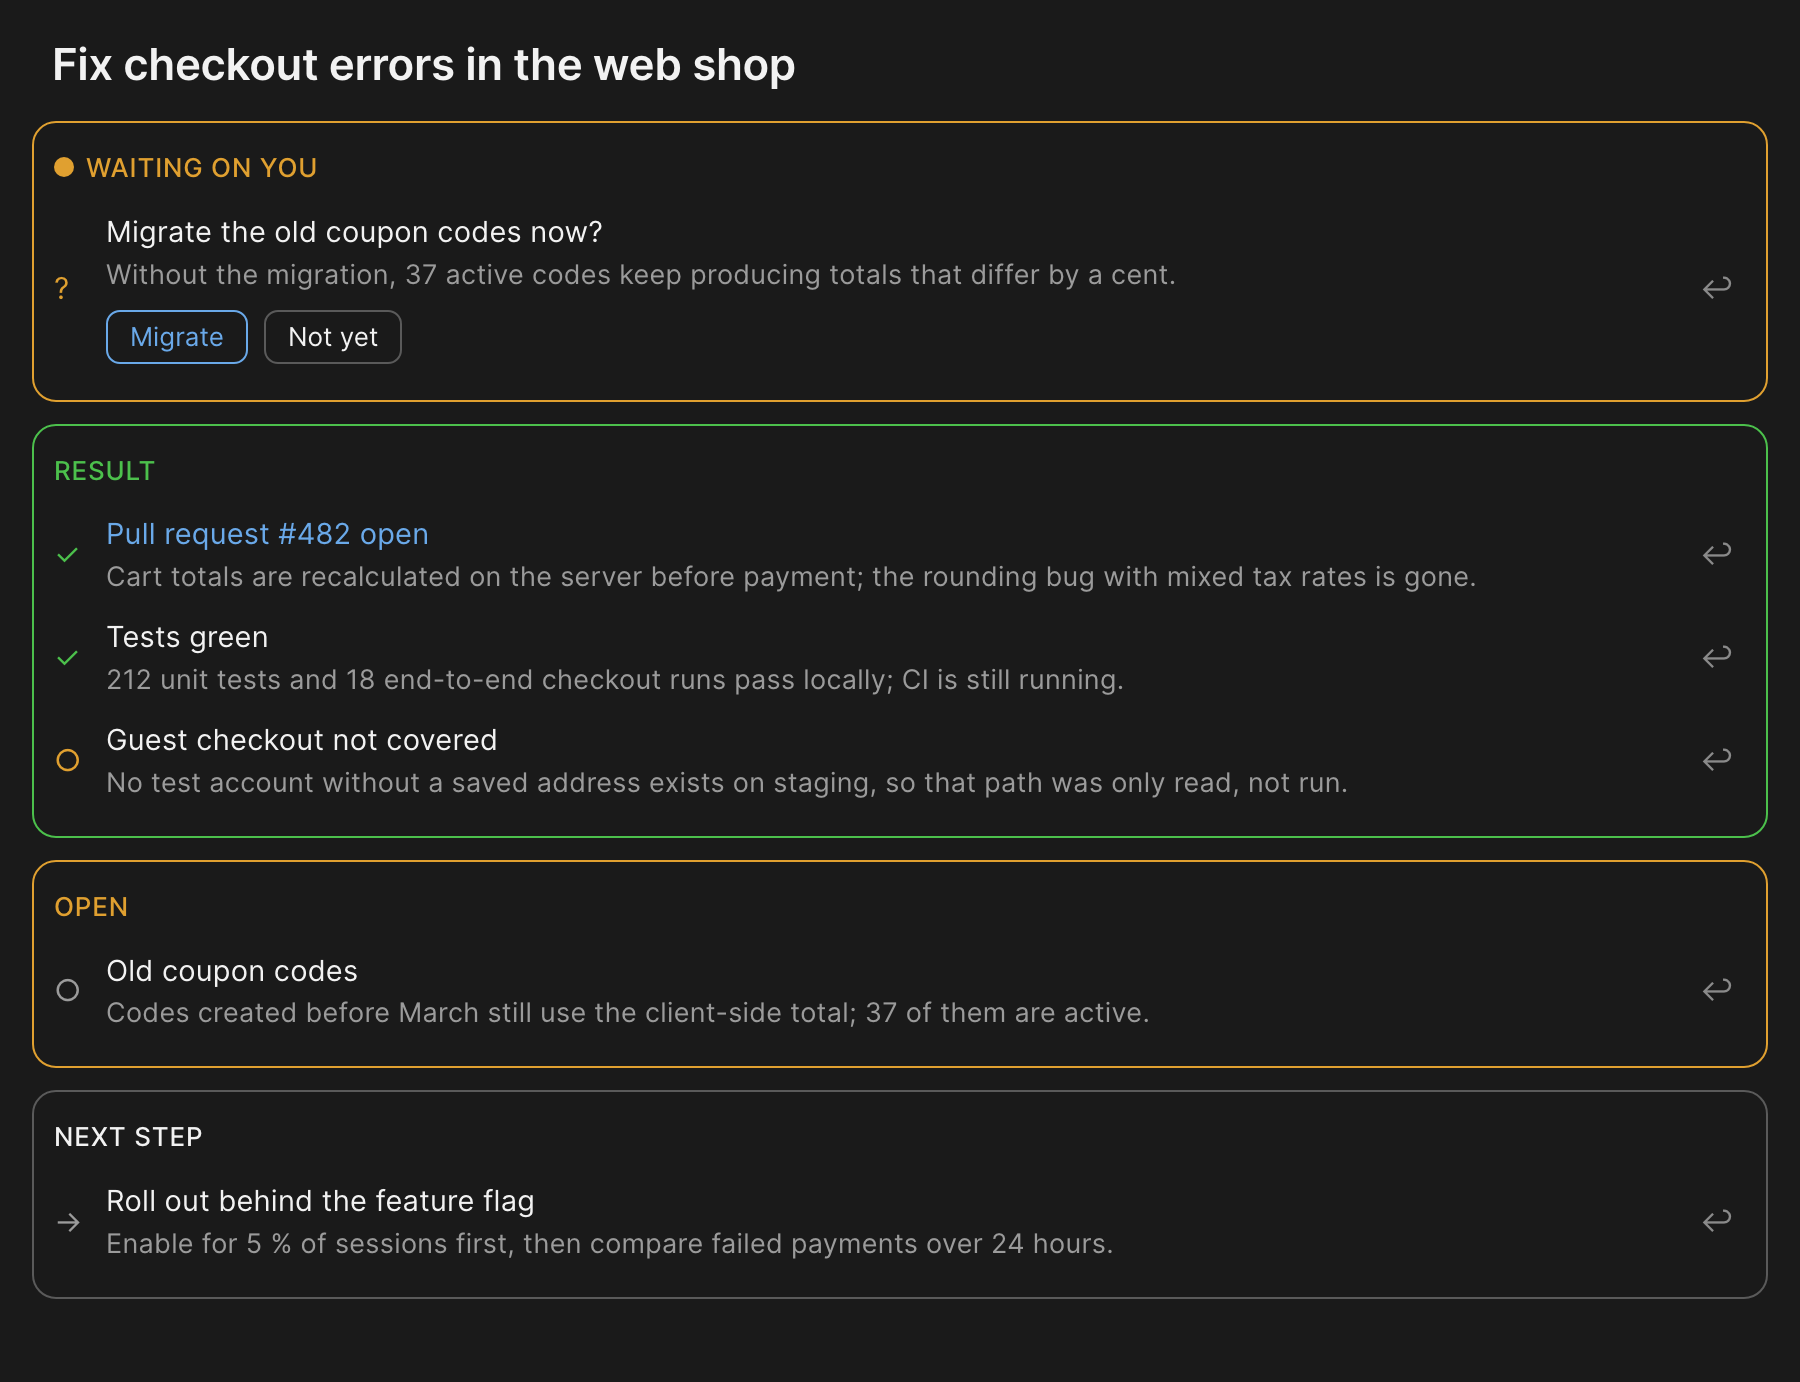 Fix checkout errors in the web shop
WAITING ON YOU
Migrate the old coupon codes now?
?
Without the migration, 37 active codes keep producing totals that differ by a cent.
Migrate
Not yet
RESULT
Pull request #482 open
Cart totals are recalculated on the server before payment; the rounding bug with mixed tax rates is gone.
Tests green
212 unit tests and 18 end-to-end checkout runs pass locally; CI is still running.
Guest checkout not covered
No test account without a saved address exists on staging, so that path was only read, not run.
OPEN
Old coupon codes
Codes created before March still use the client-side total; 37 of them are active.
NEXT STEP
Roll out behind the feature flag
Enable for 5 % of sessions first, then compare failed payments over 24 hours.